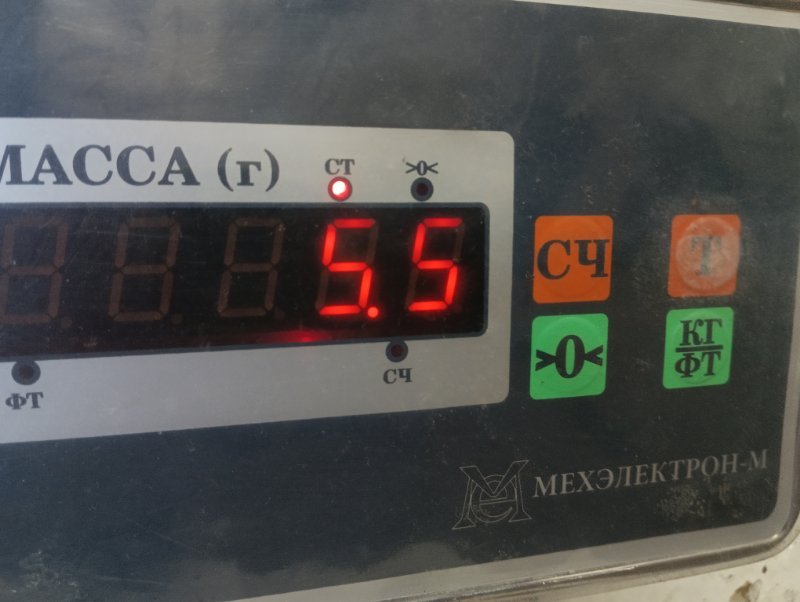 МАССА (г)
СТ
>0<
5.5
СЧ
Т
>0<
КГ
ФТ
ФТ
СЧ
МЕХЭЛЕКТРОН-М